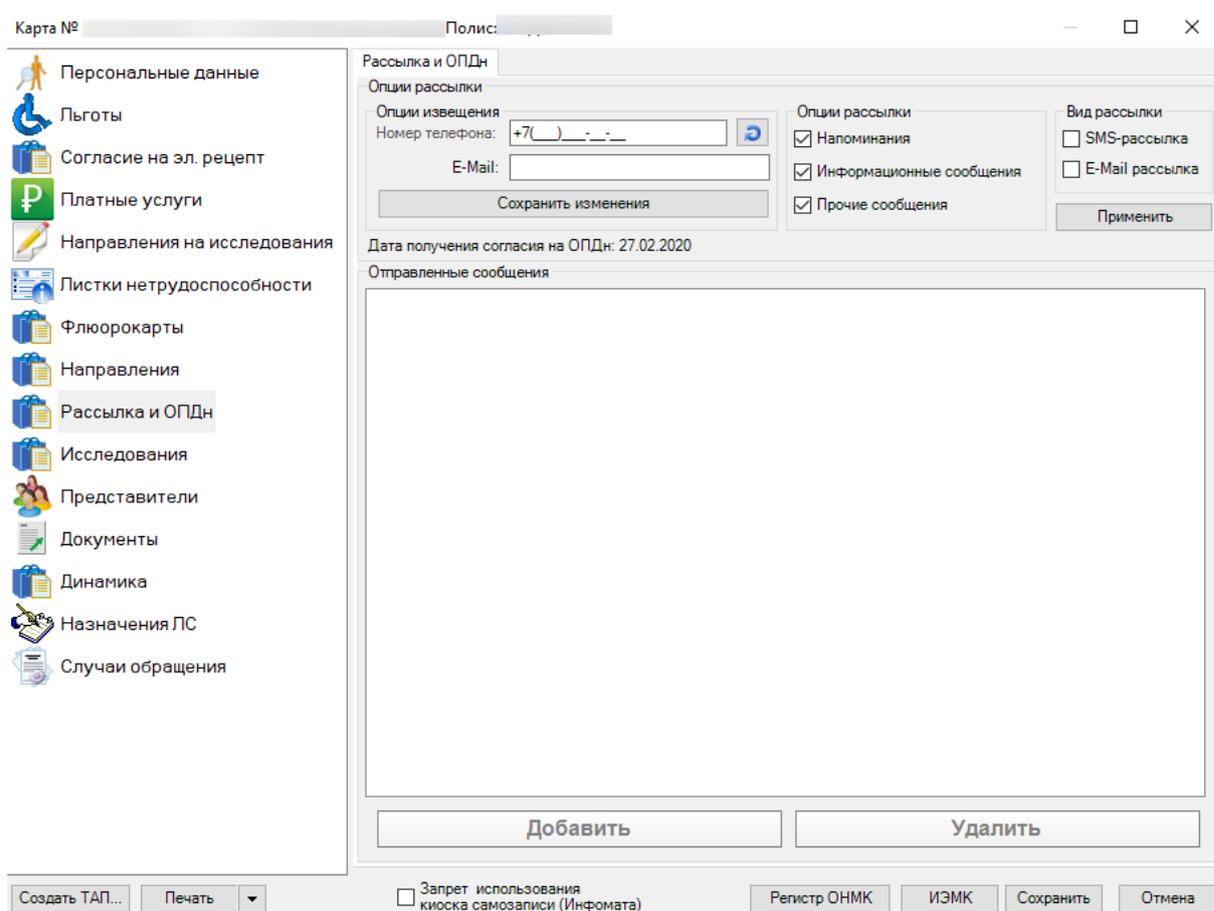 Карта №
Полис:
Персональные данные
Льготы
Согласие на эл. рецепт
Платные услуги
Направления на исследования
Листки нетрудоспособности
Флюорокарты
Направления
Рассылка и ОПДн
Исследования
Представители
Документы
Динамика
Назначения ЛС
Случаи обращения
Рассылка и ОПДн
Опции рассылки
Опции извещения
Номер телефона: +7(___)___-__-__
E-Mail:
Сохранить изменения
Опции рассылки
Напоминания
Информационные сообщения
Прочие сообщения
Вид рассылки
SMS-рассылка
E-Mail рассылка
Применить
Дата получения согласия на ОПДн: 27.02.2020
Отправленные сообщения
Добавить
Удалить
Создать ТАП...
Печать
Запрет использования
киоска самозаписи (Инфомата)
Регистр ОНМК
ИЭМК
Сохранить
Отмена